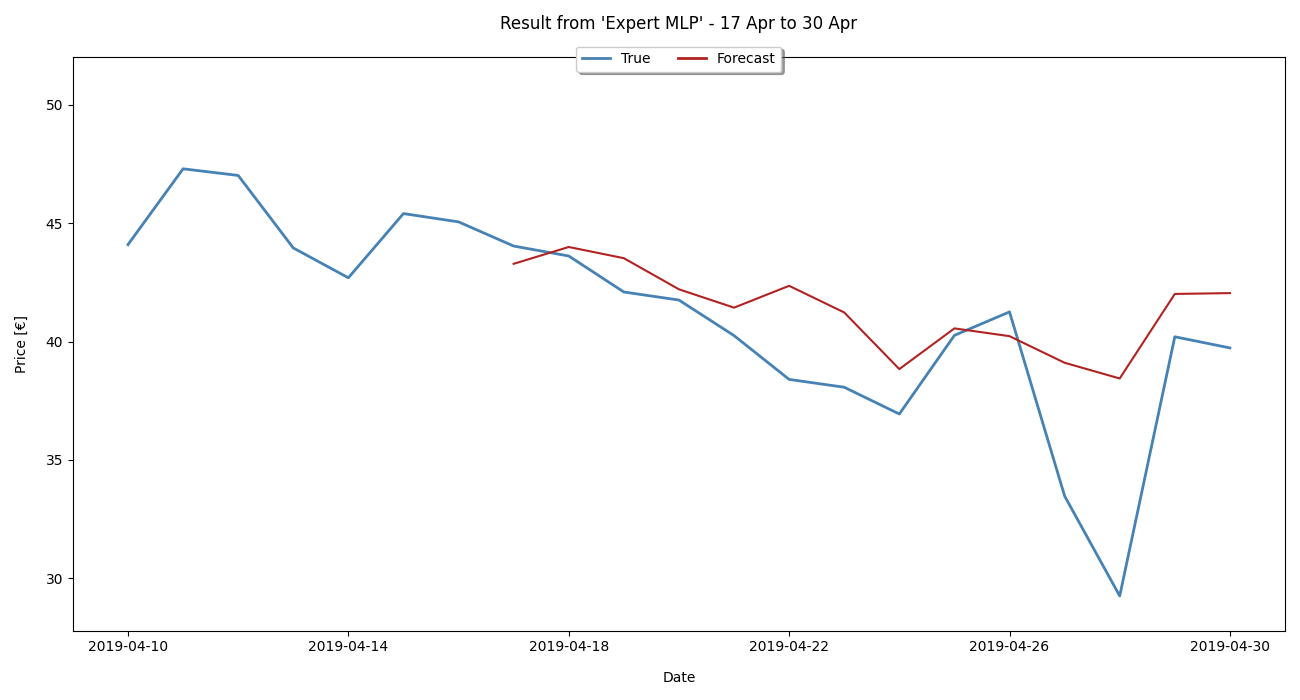 Result from 'Expert MLP' - 17 Apr to 30 Apr
True Forecast
50
45
40
35
30
Price [€]
2019-04-10 2019-04-14 2019-04-18 2019-04-22 2019-04-26 2019-04-30
Date